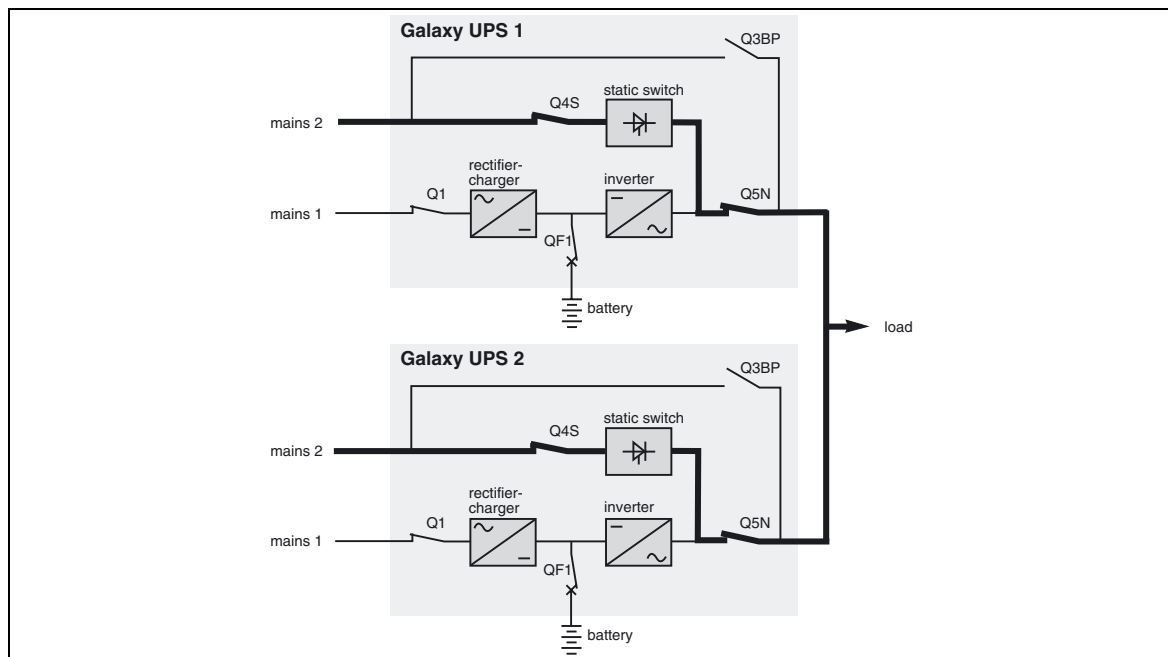 Galaxy UPS 1
Q3BP
static switch
Q4S
mains 2
rectifier-
charger
inverter
Q1
Q5N
mains 1
QF1
battery
load
Galaxy UPS 2
Q3BP
static switch
Q4S
mains 2
rectifier-
charger
inverter
Q1
Q5N
mains 1
QF1
battery